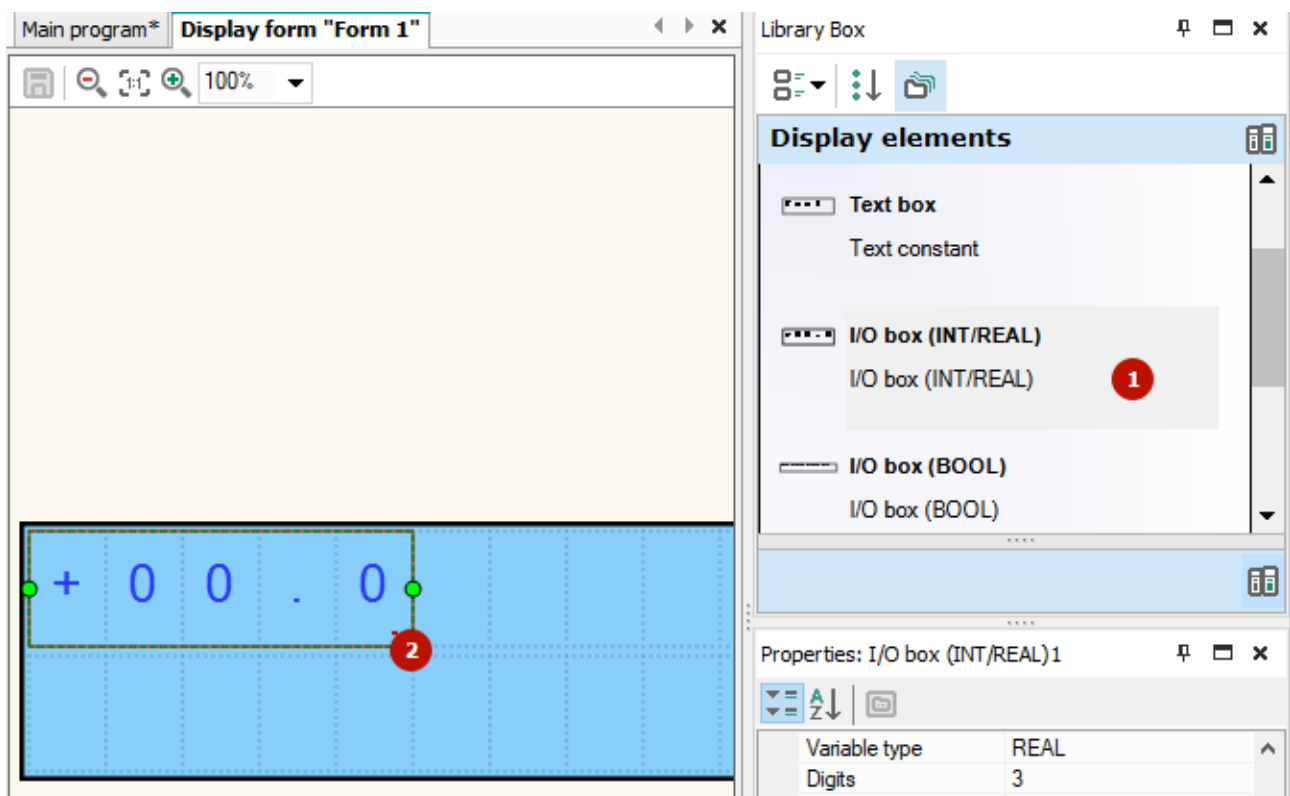 Main program*
Display form "Form 1"
100%
+ 0 0 . 0
2
Library Box
Display elements
Text box
Text constant
I/O box (INT/REAL)
I/O box (INT/REAL)
1
I/O box (BOOL)
I/O box (BOOL)
Properties: I/O box (INT/REAL)1
Variable type REAL
Digits 3